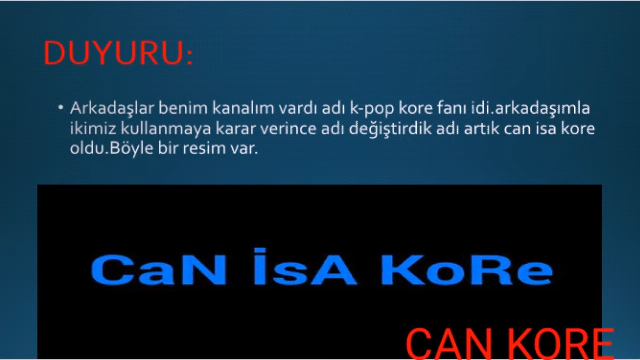 DUYURU:
• Arkadaşlar benim kanalım vardı adı k-pop kore fanı idi.arkadaşımla
ikimiz kullanmaya karar verince adı değiştirdik adı artık can isa kore
oldu.Böyle bir resim var.
CaN İsA KoRe
CAN KORE